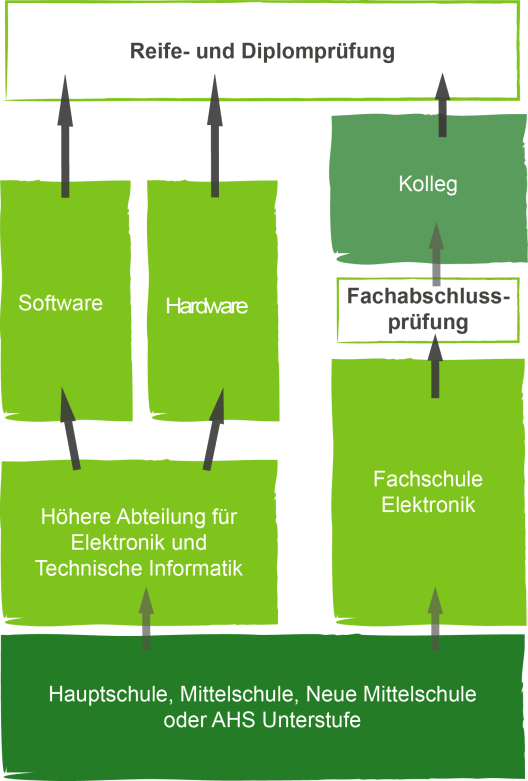 Reife- und Diplomprüfung
Kolleg
Software
Hardware
Fachabschluss-
prüfung
Fachschule
Elektronik
Höhere Abteilung für
Elektronik und
Technische Informatik
Hauptschule, Mittelschule, Neue Mittelschule
oder AHS Unterstufe